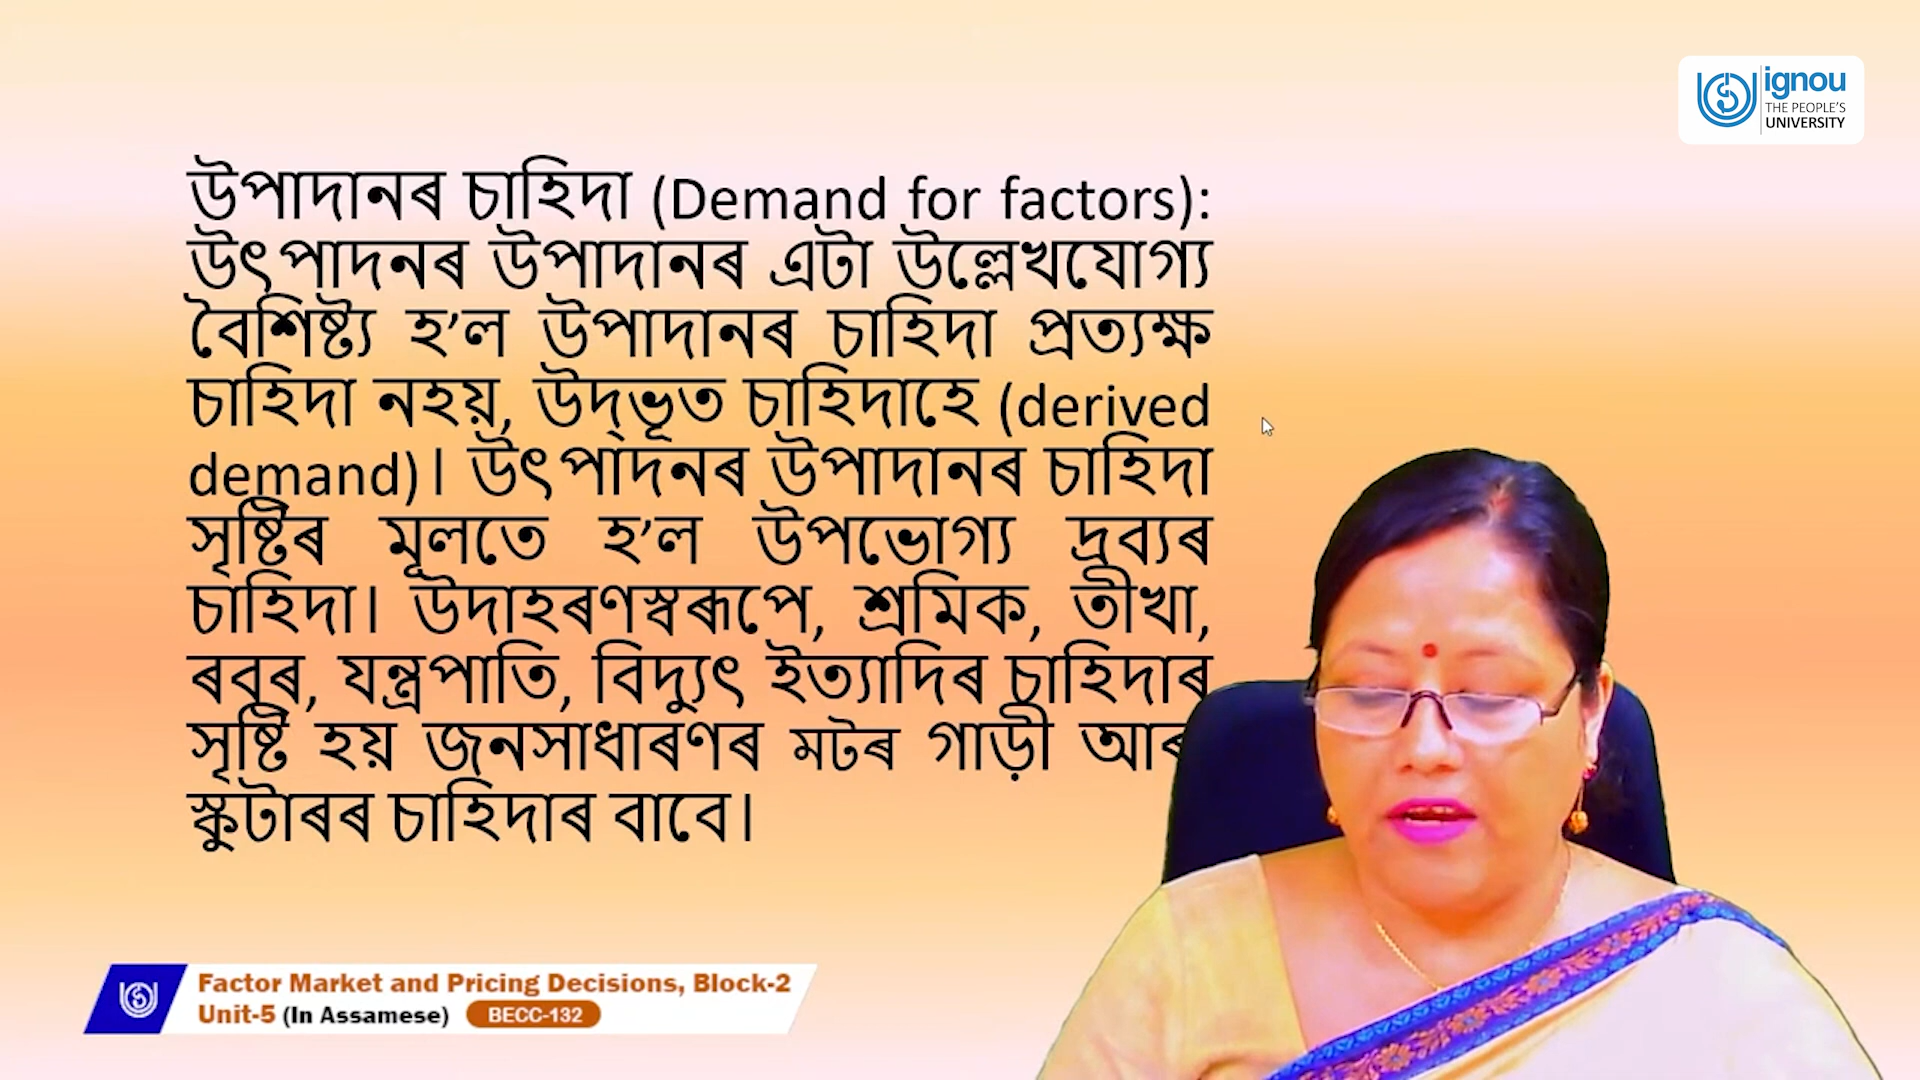 ignou
THE PEOPLE'S
UNIVERSITY
উপাদানৰ চাহিদা (Demand for factors):
উৎপাদনৰ উপাদানৰ এটা উল্লেখযোগ্য
বৈশিষ্ট্য হ’ল উপাদানৰ চাহিদা প্ৰত্যক্ষ
চাহিদা নহয়, উদ্ভূত চাহিদাহে (derived
demand)। উৎপাদনৰ উপাদানৰ চাহিদা
সৃষ্টিৰ মূলতে হ’ল উপভোগ্য দ্ৰব্যৰ
চাহিদা। উদাহৰণস্বৰূপে, শ্ৰমিক, তীখা,
ৰবৰ, যন্ত্ৰপাতি, বিদ্যুৎ ইত্যাদিৰ চাহিদাৰ
সৃষ্টি হয় জনসাধাৰণৰ মটৰ গাড়ী
স্কুটাৰৰ চাহিদাৰ বাবে।
Factor Market and Pricing Decisions, Block-2
Unit-5 (In Assamese) BECC-132